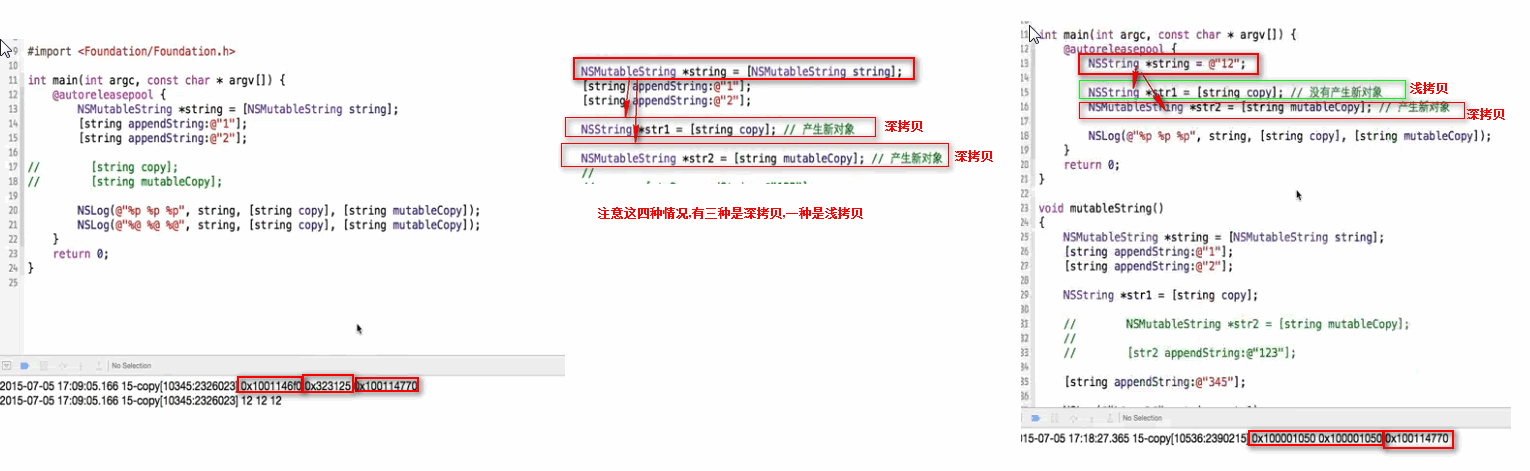 9 #import <Foundation/Foundation.h>
10
11 int main(int argc, const char * argv[]) {
12 @autoreleasepool {
13 NSMutableString *string = [NSMutableString string];
14 [string appendString:@"1"];
15 [string appendString:@"2"];
16
17 // [string copy];
18 // [string mutableCopy];
19
20 NSLog(@"%p %p %p", string, [string copy], [string mutableCopy]);
21 NSLog(@"%@ %@ %@", string, [string copy], [string mutableCopy]);
22 }
23 return 0;
24 }
25
No Selection
2015-07-05 17:09:05.166 15-copy[10345:2326023] 0x1001146f0 0x323125 0x100114770
2015-07-05 17:09:05.166 15-copy[10345:2326023] 12 12 12
NSMutableString *string = [NSMutableString string];
[string appendString:@"1"];
[string appendString:@"2"];
NSString *str1 = [string copy]; // 产生新对象 深拷贝
NSMutableString *str2 = [string mutableCopy]; // 产生新对象 深拷贝
//
注意这四种情况,有三种是深拷贝,一种是浅拷贝
11 int main(int argc, const char * argv[]) {
12 @autoreleasepool {
13 NSString *string = @"12";
14
15 NSString *str1 = [string copy]; // 没有产生新对象 浅拷贝
16 NSMutableString *str2 = [string mutableCopy]; // 产生新对象 深拷贝
17
18 NSLog(@"%p %p %p", string, [string copy], [string mutableCopy]);
19 }
20 return 0;
21 }
22
23 void mutableString()
24 {
25 NSMutableString *string = [NSMutableString string];
26 [string appendString:@"1"];
27 [string appendString:@"2"];
28
29 NSString *str1 = [string copy];
30
31 // NSMutableString *str2 = [string mutableCopy];
32 //
33 // [str2 appendString:@"123"];
34
35 [string appendString:@"345"];
36
No Selection
015-07-05 17:18:27.365 15-copy[10536:2390215] 0x100001050 0x100001050 0x100114770